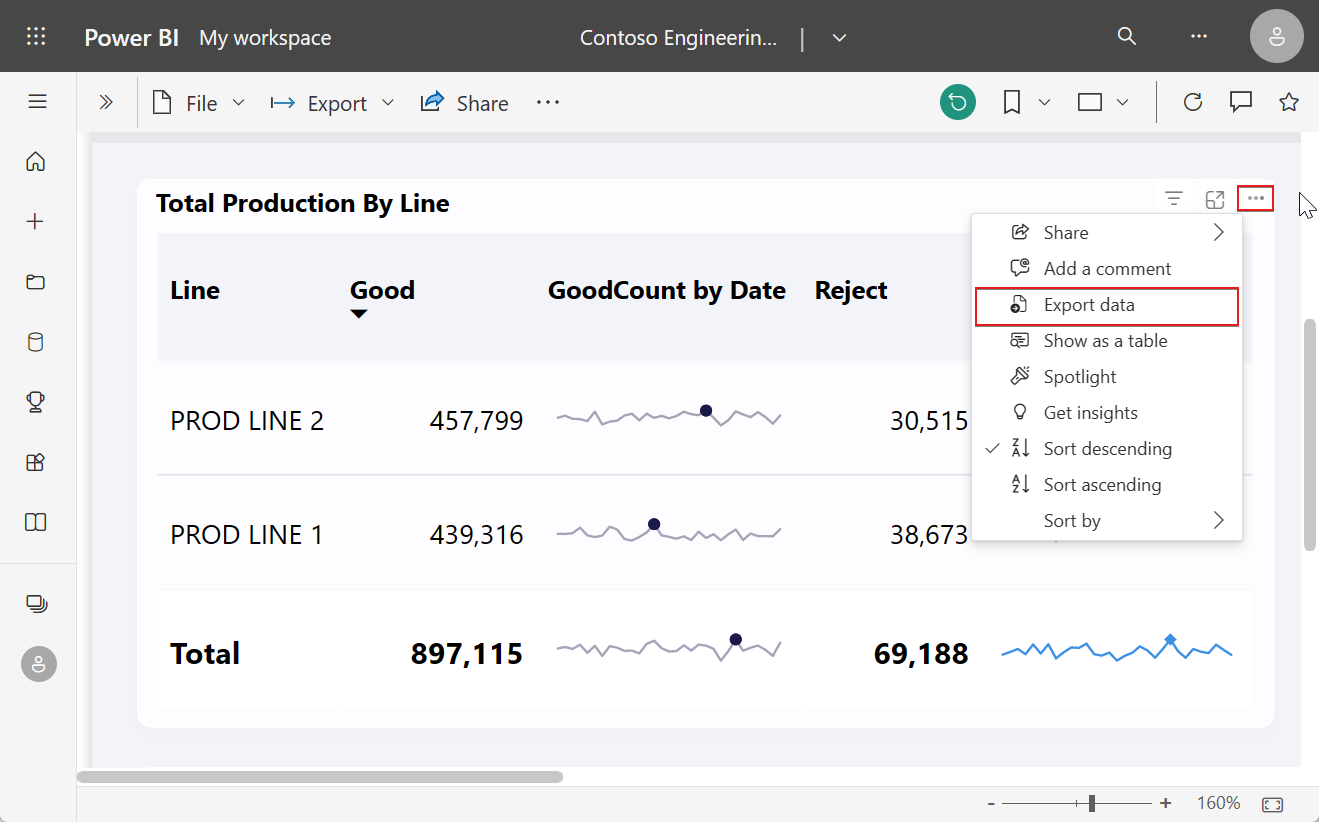 Power BI My workspace Contoso Engineerin...
File Export Share
Total Production By Line
Line Good GoodCount by Date Reject
PROD LINE 2 457,799 30,515
PROD LINE 1 439,316 38,673
Total 897,115 69,188
Share
Add a comment
Export data
Show as a table
Spotlight
Get insights
Sort descending
Sort ascending
Sort by
- + 160%